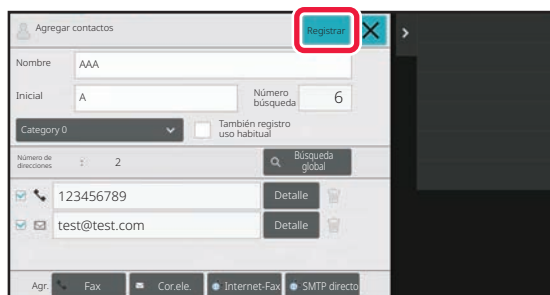 Agregar contactos
Registrar
Nombre
AAA
Inicial
A
Número
búsqueda
6
Category 0
También registro
uso habitual
Número de
direcciones
:
2
Búsqueda
global
123456789
Detalle
test@test.com
Detalle
Agr.
Fax
Cor.ele.
Internet-Fax
SMTP directo